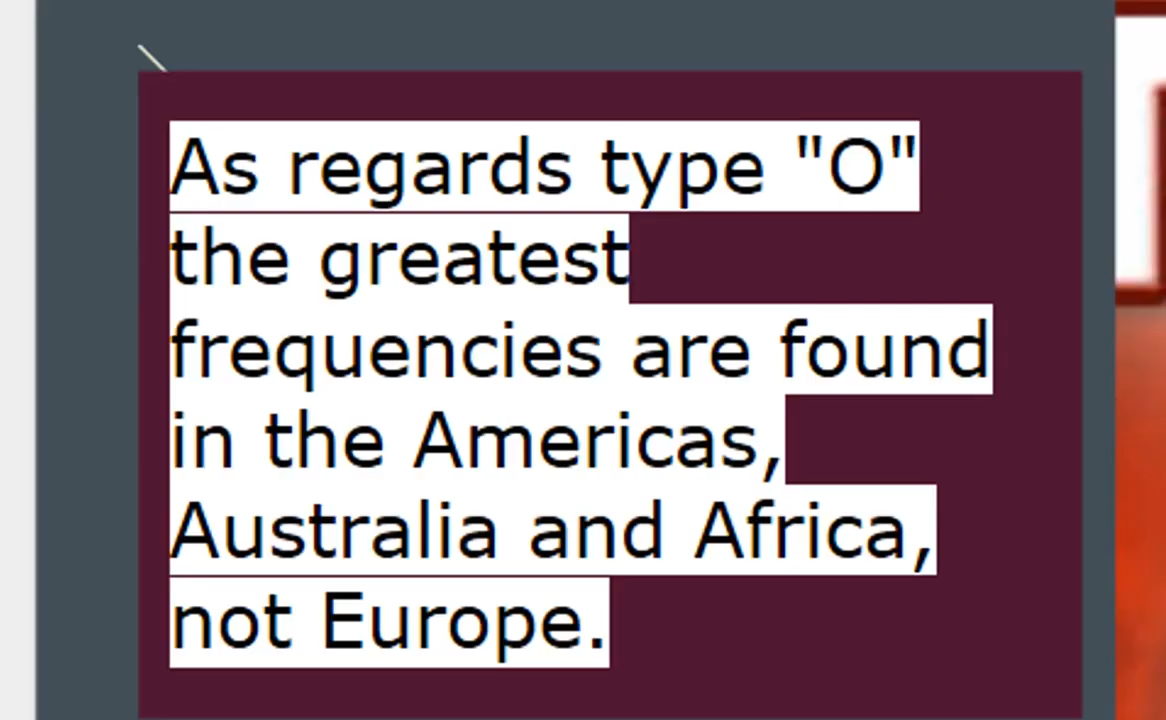 As regards type "O"
the greatest
frequencies are found
in the Americas,
Australia and Africa,
not Europe.